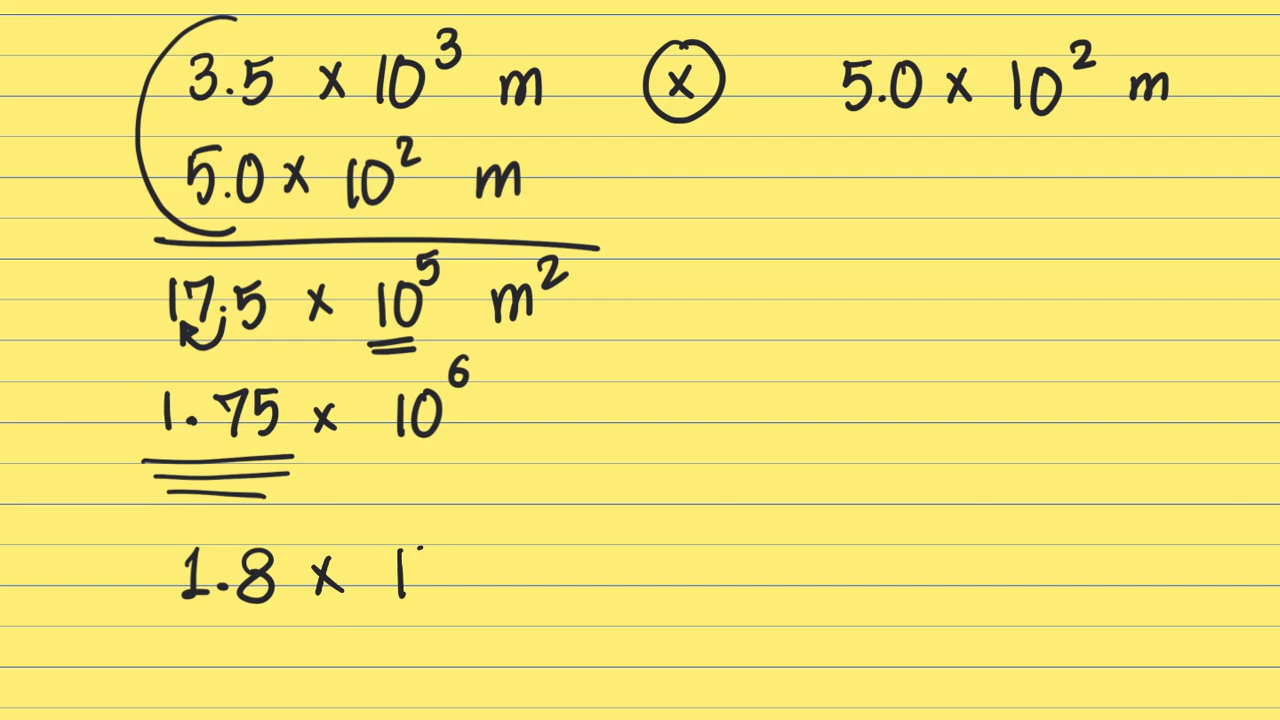 3.5 x 10³ m x 5.0 x 10² m
5.0 x 10² m
17.5 x 10⁵ m²
1.75 x 10⁶
1.8 x 1